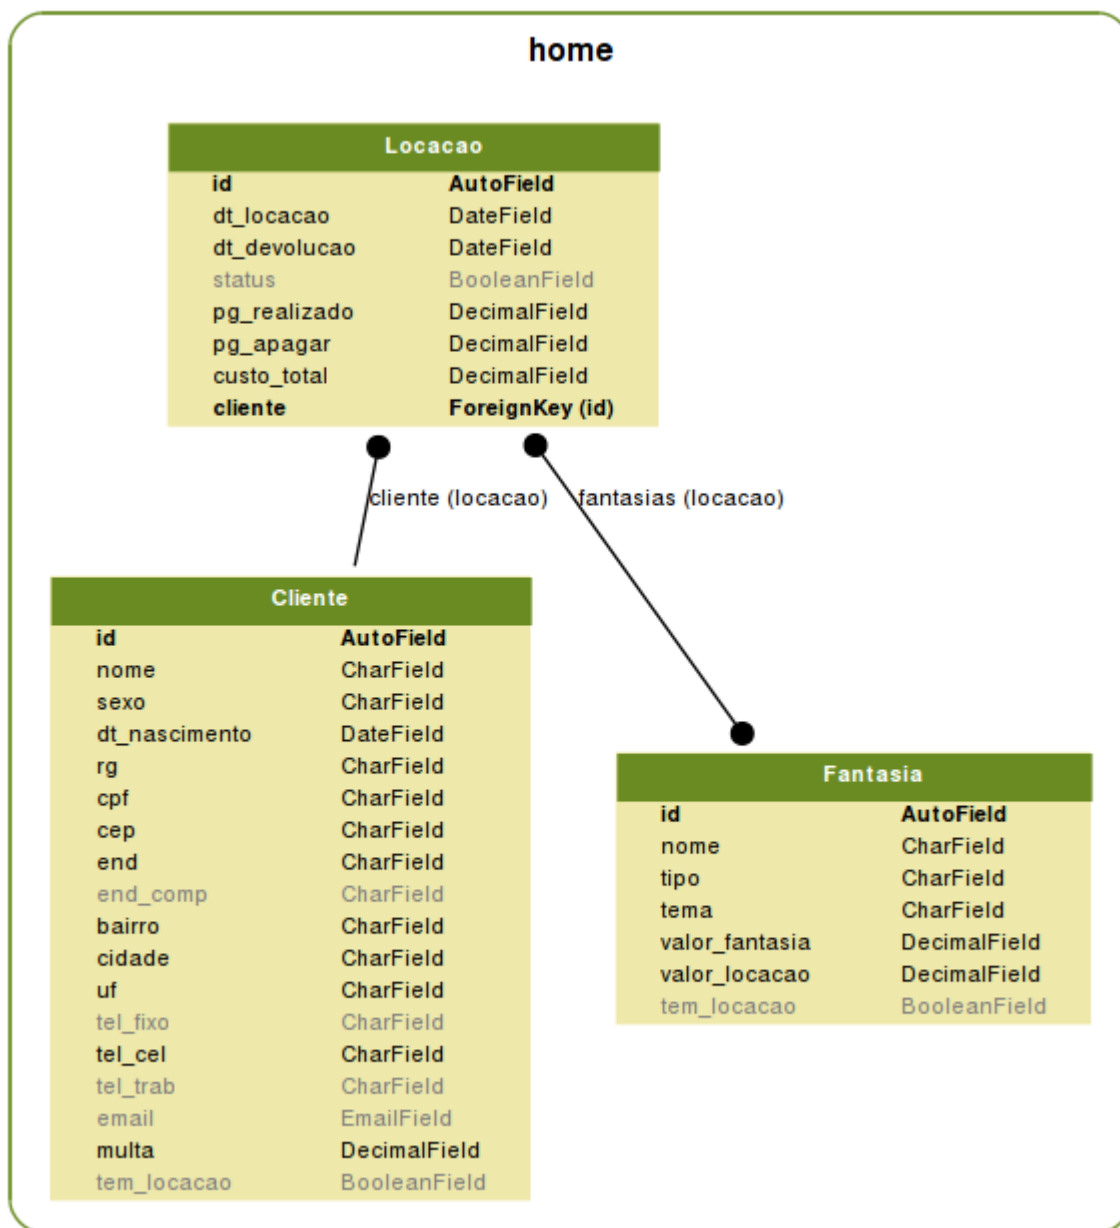 home
Locacao
id AutoField
dt_locacao DateField
dt_devolucao DateField
status BooleanField
pg_realizado DecimalField
pg_apagar DecimalField
custo_total DecimalField
cliente ForeignKey (id)
cliente (locacao) fantasias (locacao)
Cliente
id AutoField
nome CharField
sexo CharField
dt_nascimento DateField
rg CharField
cpf CharField
cep CharField
end CharField
end_comp CharField
bairro CharField
cidade CharField
uf CharField
tel_fixo CharField
tel_cel CharField
tel_trab CharField
email EmailField
multa DecimalField
tem_locacao BooleanField
Fantasia
id AutoField
nome CharField
tipo CharField
tema CharField
valor_fantasia DecimalField
valor_locacao DecimalField
tem_locacao BooleanField